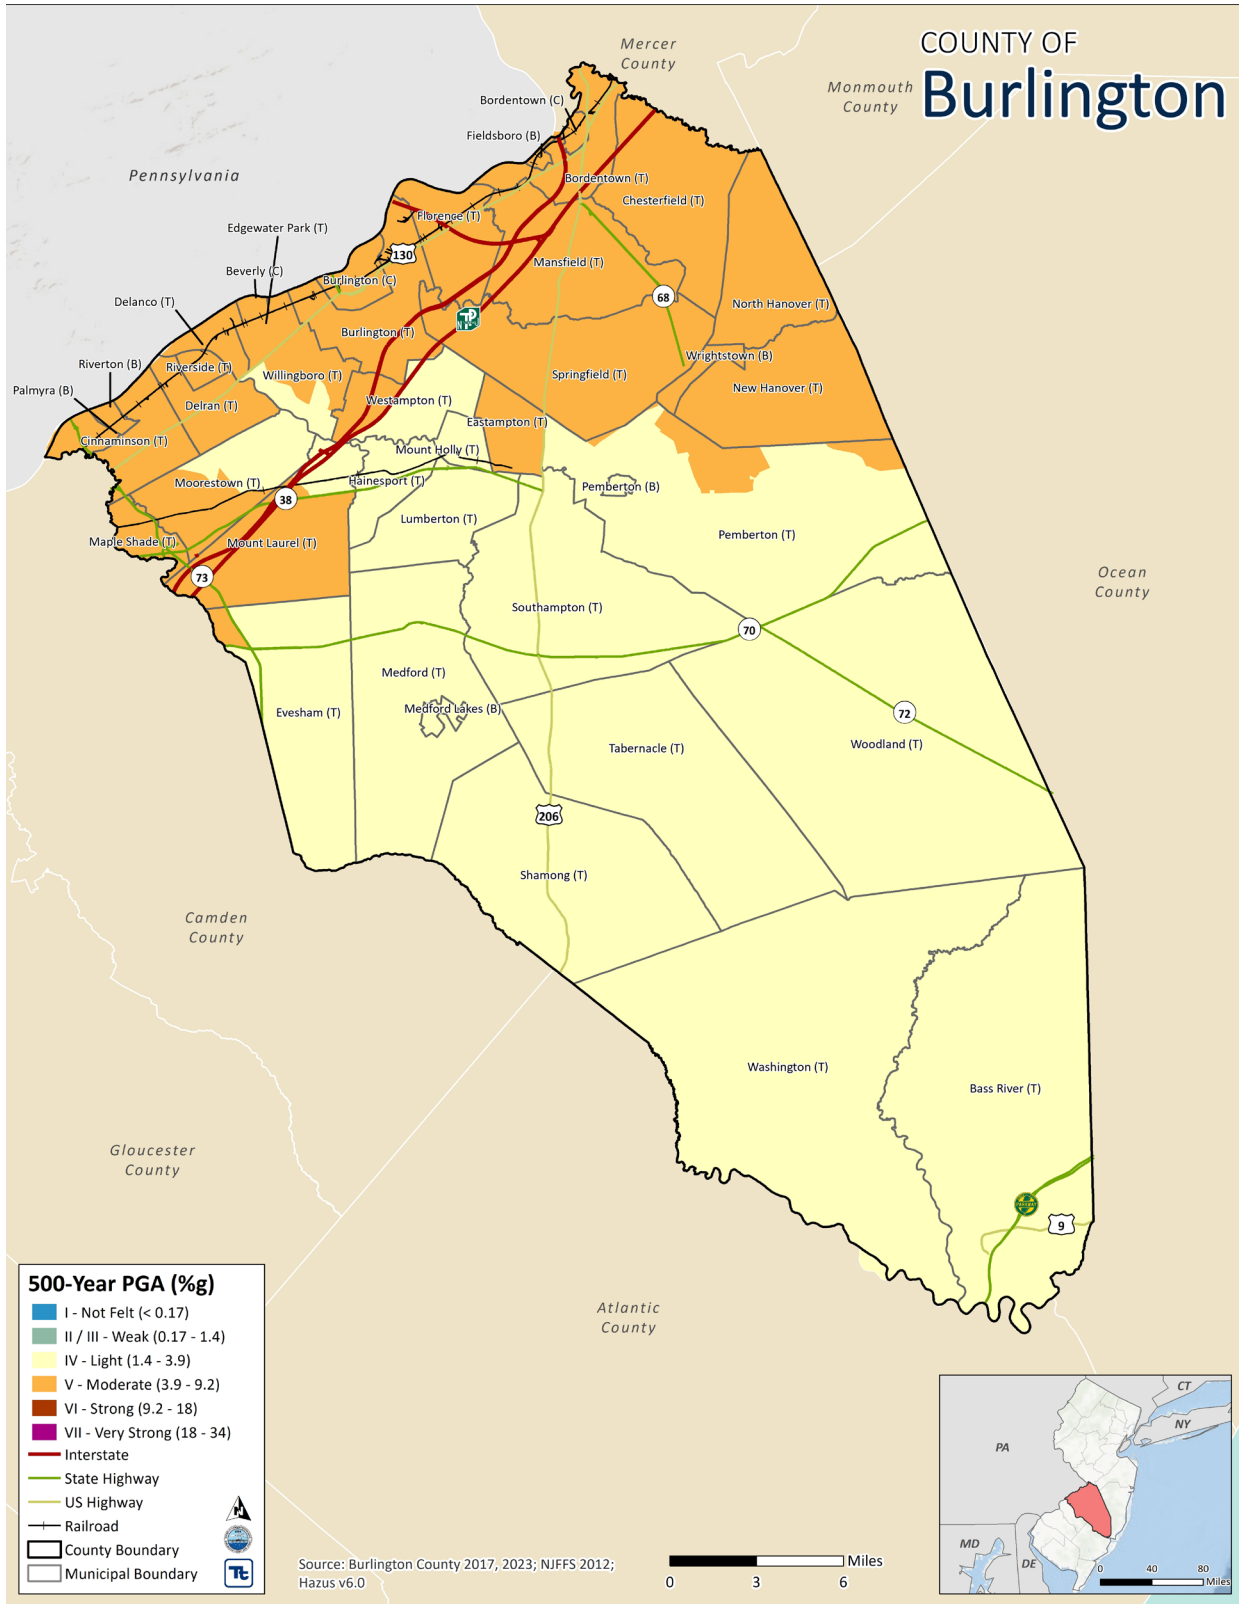 COUNTY OF
Burlington
Mercer
County
Monmouth
County
Pennsylvania
Bordentown (C)
Fieldsboro (B)
Bordentown (T)
Chesterfield (T)
Florence (T)
Edgewater Park (T)
130
Mansfield (T)
Beverly (C)
Burlington (C)
68
Delanco (T)
North Hanover (T)
Burlington (T)
Wrightstown (B)
Riverton (B)
Riverside (T)
Willingboro (T)
Springfield (T)
New Hanover (T)
Palmyra (B)
Delran (T)
Westampton (T)
Eastampton (T)
Cinnaminson (T)
Mount Holly (T)
Moorestown (T)
Hainesport (T)
Pemberton (B)
38
Lumberton (T)
Maple Shade (T)
Mount Laurel (T)
Pemberton (T)
73
Ocean
County
Southampton (T)
70
Medford (T)
Medford Lakes (B)
Evesham (T)
72
Tabernacle (T)
Woodland (T)
206
Shamong (T)
Camden
County
Washington (T)
Bass River (T)
Gloucester
County
9
Atlantic
County
500-Year PGA (%g)
I - Not Felt (< 0.17)
II / III - Weak (0.17 - 1.4)
IV - Light (1.4 - 3.9)
V - Moderate (3.9 - 9.2)
VI - Strong (9.2 - 18)
VII - Very Strong (18 - 34)
Interstate
State Highway
US Highway
Railroad
County Boundary
Municipal Boundary
N
Tt
Source: Burlington County 2017, 2023; NJFFS 2012;
Hazus v6.0
Miles
0 3 6
CT
NY
PA
MD
DE
0 40 80
Miles